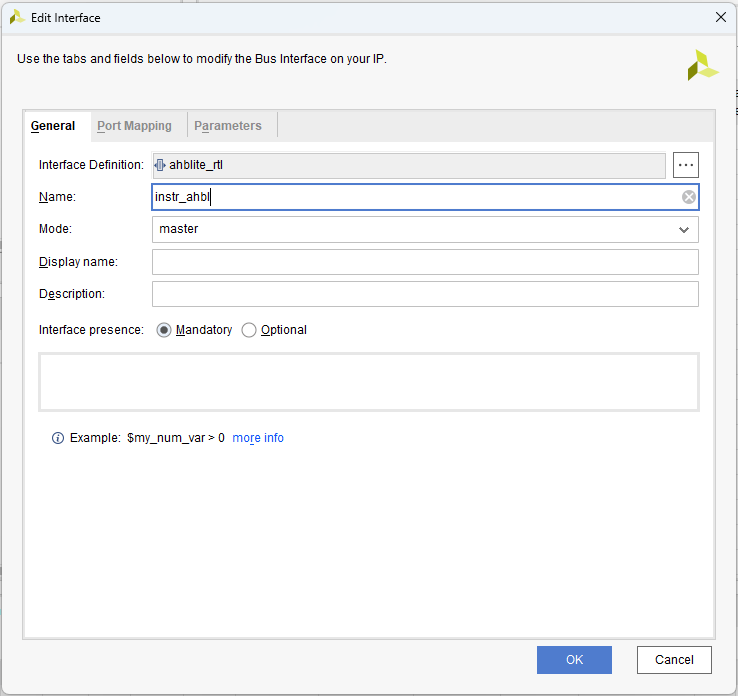 Edit Interface
Use the tabs and fields below to modify the Bus Interface on your IP.
General Port Mapping Parameters
Interface Definition: ahblite_rtl ...
Name: instr_ahbl
Mode: master
Display name:
Description:
Interface presence: Mandatory Optional
Example: $my_num_var > 0 more info
OK Cancel